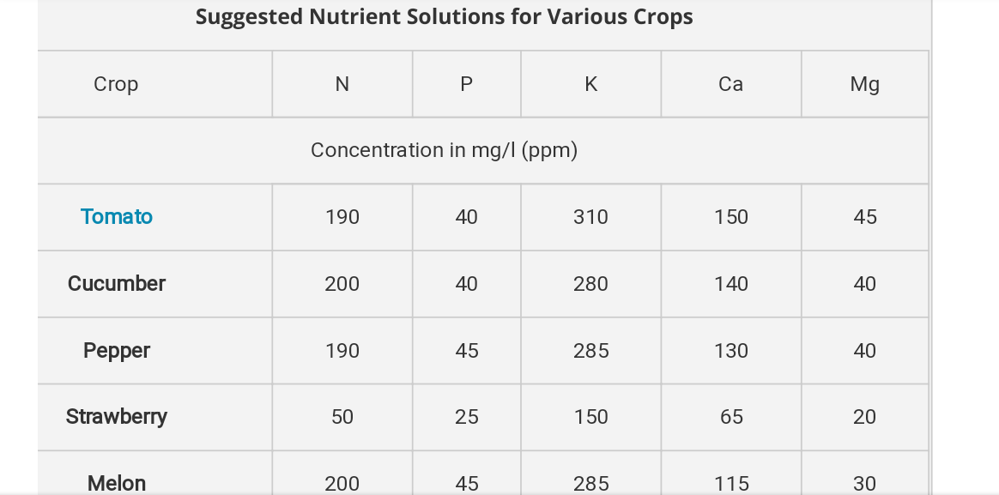 Suggested Nutrient Solutions for Various Crops
Crop N P K Ca Mg
Concentration in mg/l (ppm)
Tomato 190 40 310 150 45
Cucumber 200 40 280 140 40
Pepper 190 45 285 130 40
Strawberry 50 25 150 65 20
Melon 200 45 285 115 30